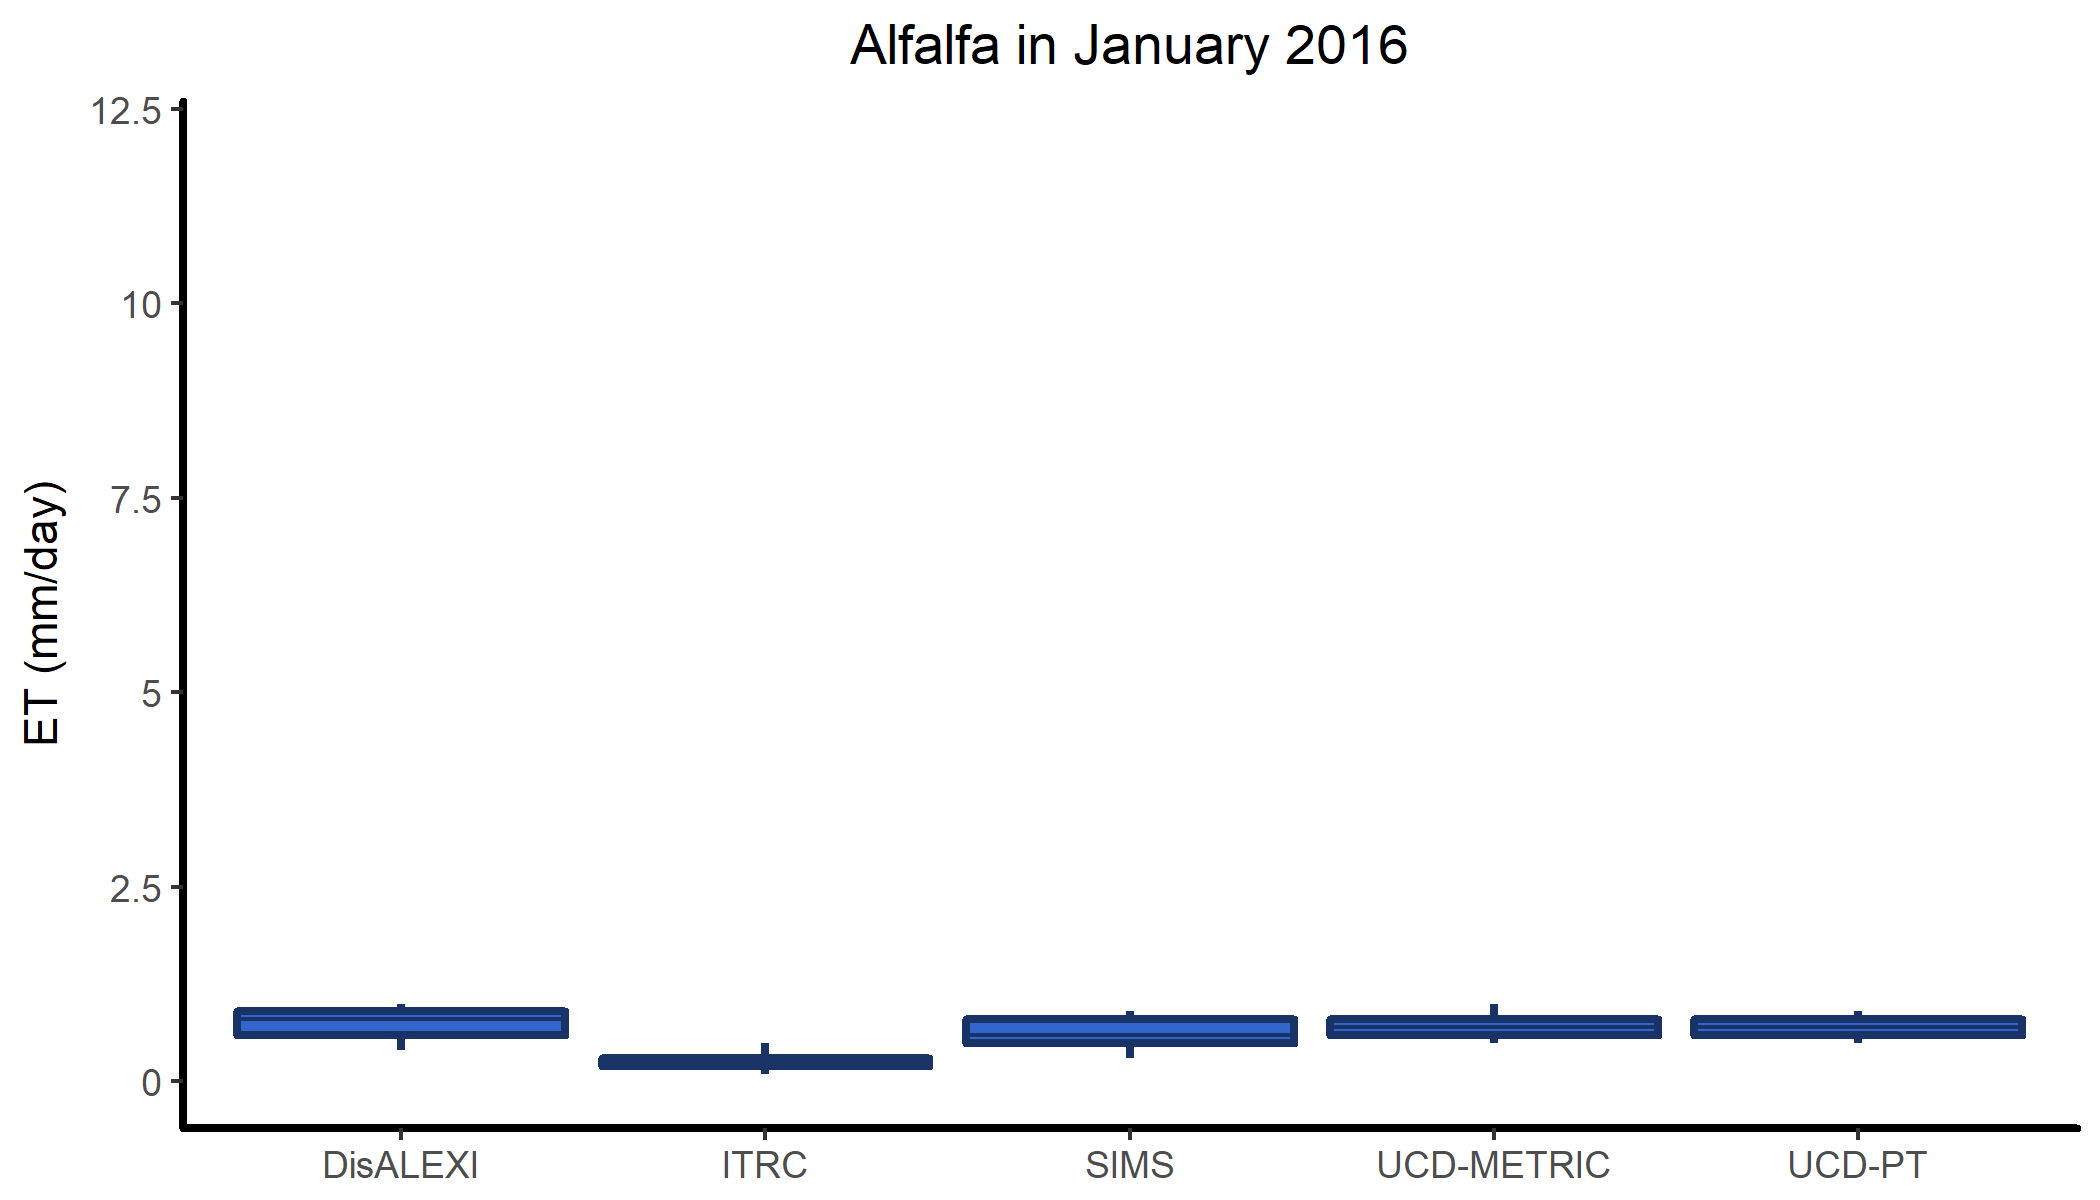 Alfalfa in January 2016
12.5
10
7.5
5
2.5
0
ET (mm/day)
DisALEXI ITRC SIMS UCD-METRIC UCD-PT